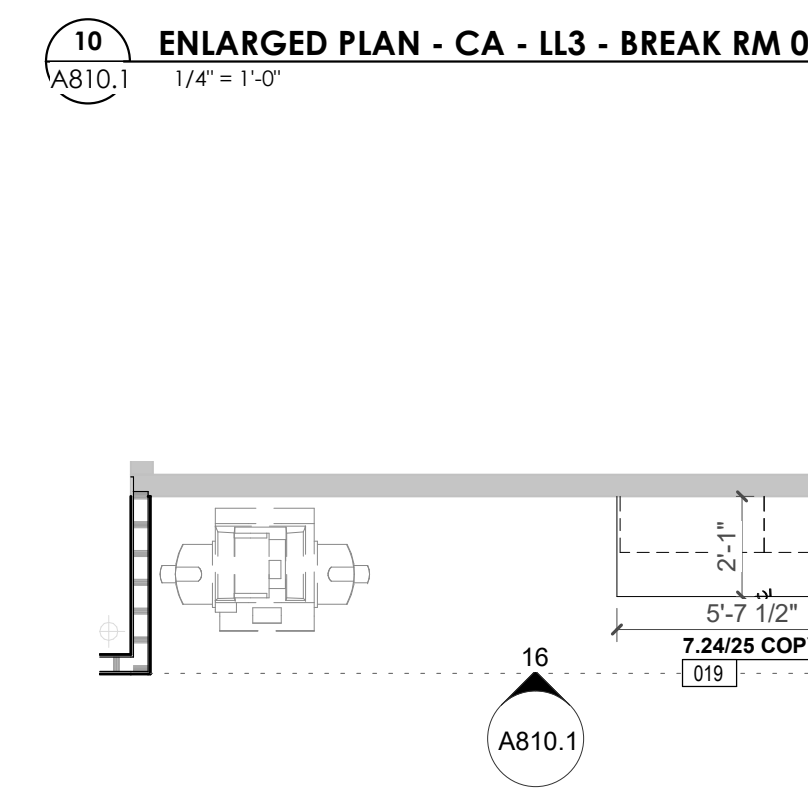 10
ENLARGED PLAN - CA - LL3 - BREAK RM 0
A810.1
1/4" = 1'-0"
2'-1"
5'-7 1/2"
7.24/25 COP
019
16
A810.1